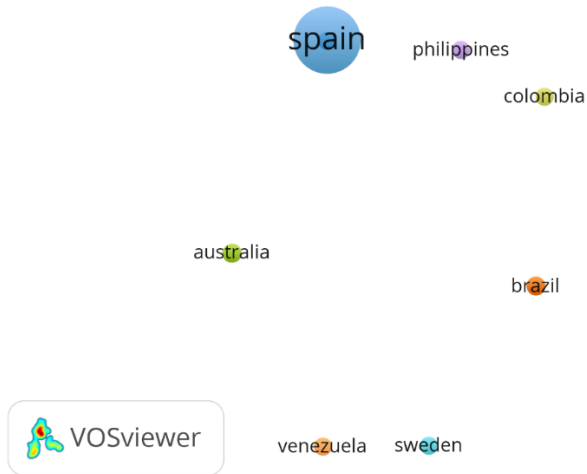 spain
philippines
colombia
australia
brazil
VOSviewer
venezuela
sweden